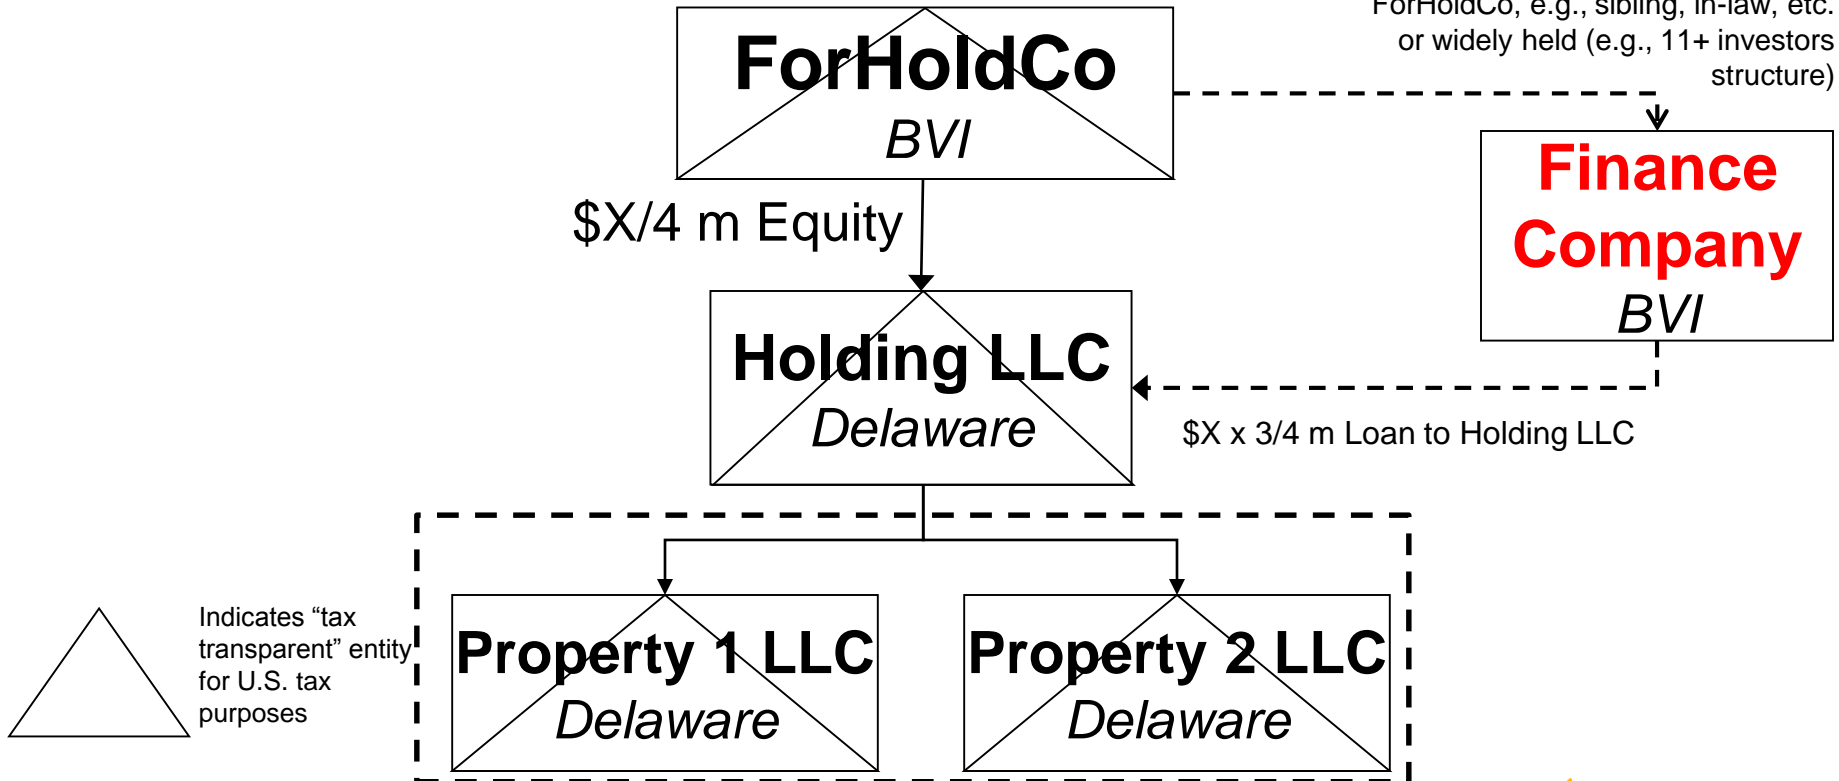 ForHoldCo, e.g., sibling, in-law, etc.
or widely held (e.g., 11+ investors
structure)
ForHoldCo
BVI
Finance
Company
BVI
$X/4 m Equity
Holding LLC
Delaware
$X x 3/4 m Loan to Holding LLC
Indicates “tax
transparent” entity
for U.S. tax
purposes
Property 1 LLC
Delaware
Property 2 LLC
Delaware